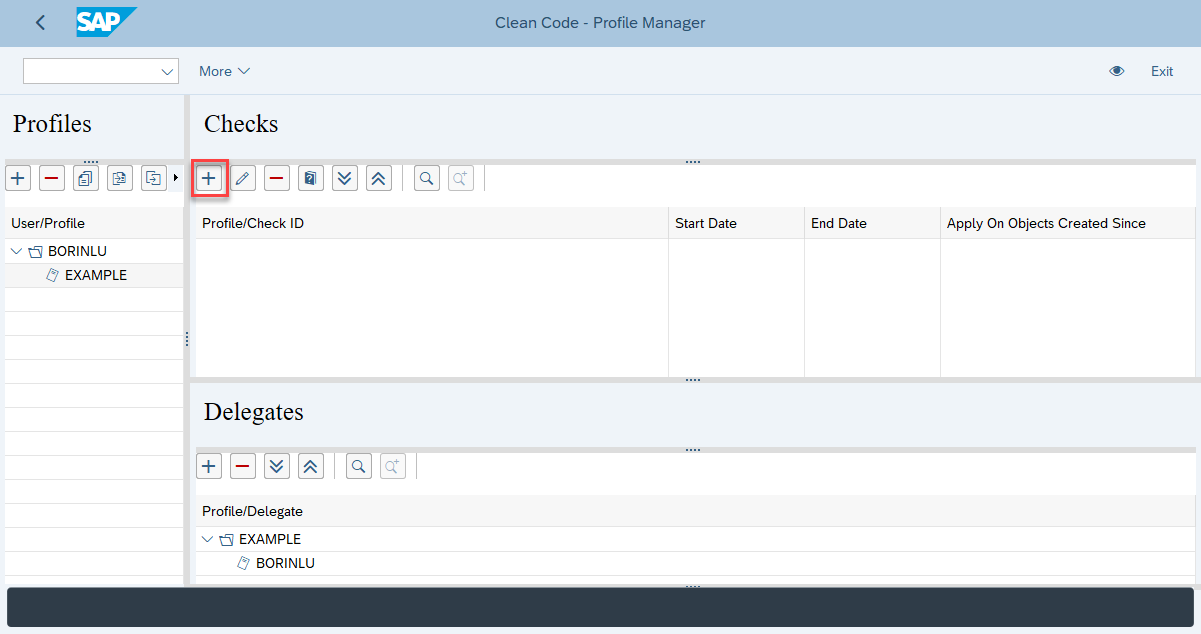 SAP
Clean Code - Profile Manager
More
Exit
Profiles
Checks
User/Profile
BORINLU
EXAMPLE
Profile/Check ID
Start Date
End Date
Apply On Objects Created Since
Delegates
Profile/Delegate
EXAMPLE
BORINLU